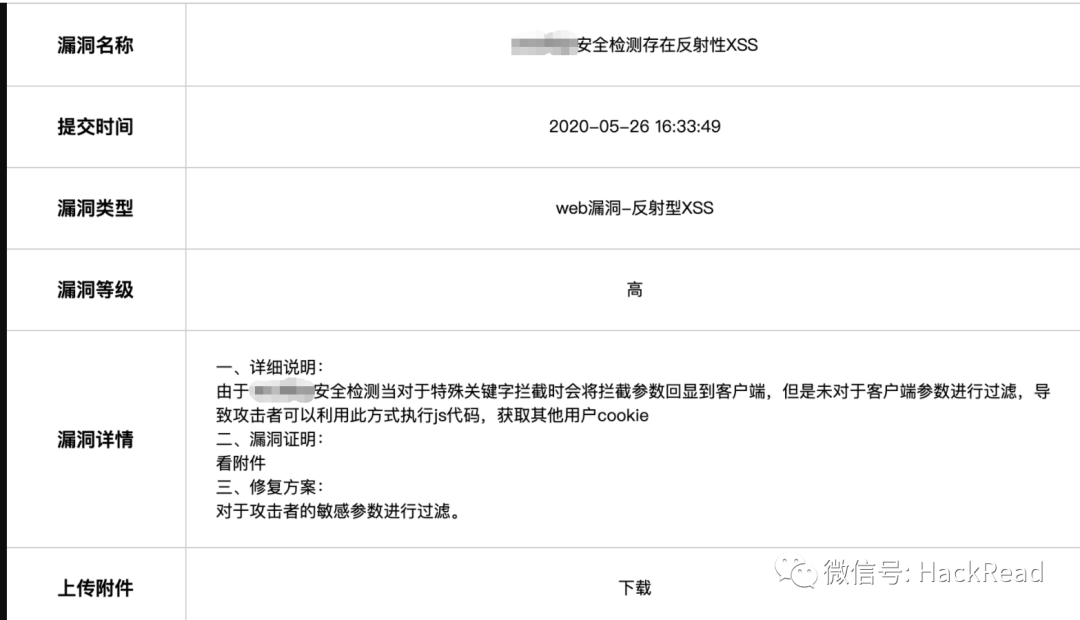 漏洞名称
安全检测存在反射性XSS
提交时间
2020-05-26 16:33:49
漏洞类型
web漏洞-反射型XSS
漏洞等级
高
漏洞详情
一、详细说明：
由于 安全检测当对于特殊关键字拦截时会将拦截参数回显到客户端，但是未对于客户端参数进行过滤，导
致攻击者可以利用此方式执行js代码，获取其他用户cookie
二、漏洞证明：
看附件
三、修复方案：
对于攻击者的敏感参数进行过滤。
上传附件
下载
微信号: HackRead